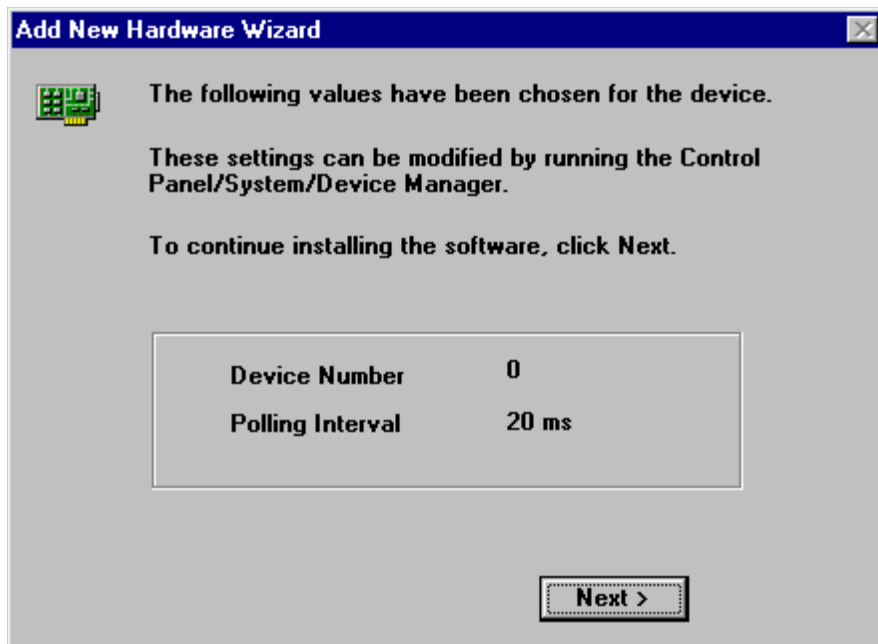 Add New Hardware Wizard
The following values have been chosen for the device.
These settings can be modified by running the Control
Panel/System/Device Manager.
To continue installing the software, click Next.
Device Number 0
Polling Interval 20 ms
Next >